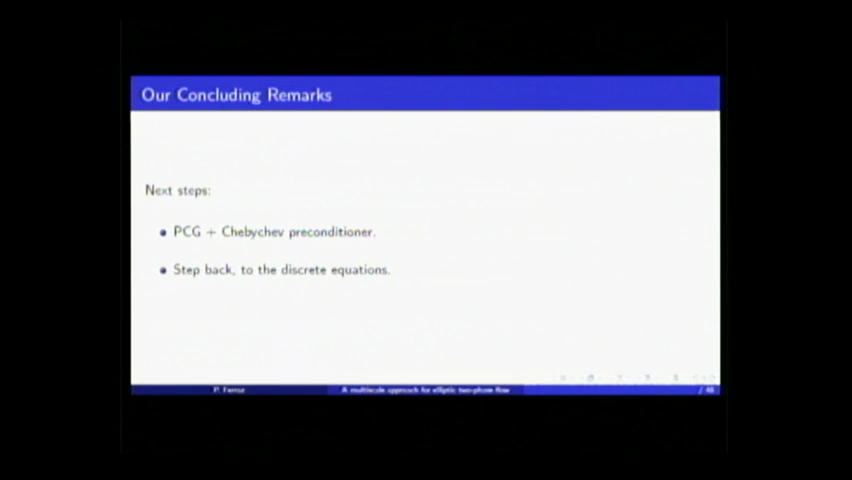 Our Concluding Remarks
Next steps:
PCG + Chebychev preconditioner.
Step back, to the discrete equations.
A multiscale approach for elliptic two-phase flow